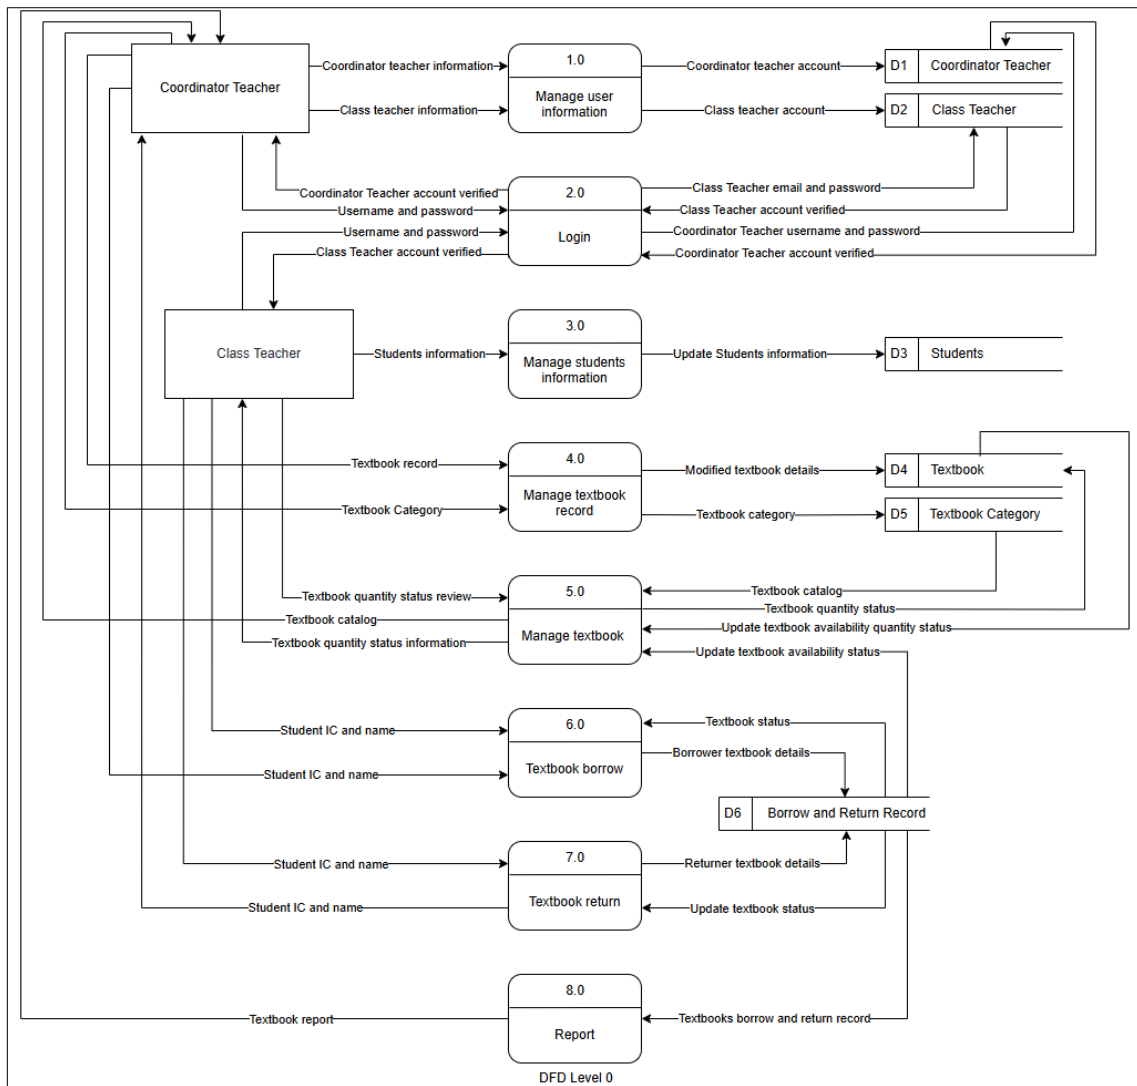 Coordinator Teacher
Coordinator teacher information
Class teacher information
1.0
Manage user
information
Coordinator teacher account
Class teacher account
D1
Coordinator Teacher
D2
Class Teacher
Coordinator Teacher account verified
Username and password
Username and password
Class Teacher account verified
2.0
Login
Class Teacher email and password
Class Teacher account verified
Coordinator Teacher username and password
Coordinator Teacher account verified
Class Teacher
Students information
3.0
Manage students
information
Update Students information
D3
Students
Textbook record
Textbook Category
4.0
Manage textbook
record
Modified textbook details
Textbook category
D4
Textbook
D5
Textbook Category
Textbook quantity status review
Textbook catalog
Textbook quantity status information
5.0
Manage textbook
Textbook catalog
Textbook quantity status
Update textbook availability quantity status
Update textbook availability status
Student IC and name
Student IC and name
6.0
Textbook borrow
Textbook status
Borrower textbook details
D6
Borrow and Return Record
Student IC and name
Student IC and name
7.0
Textbook return
Returner textbook details
Update textbook status
Textbook report
8.0
Report
Textbooks borrow and return record
DFD Level 0